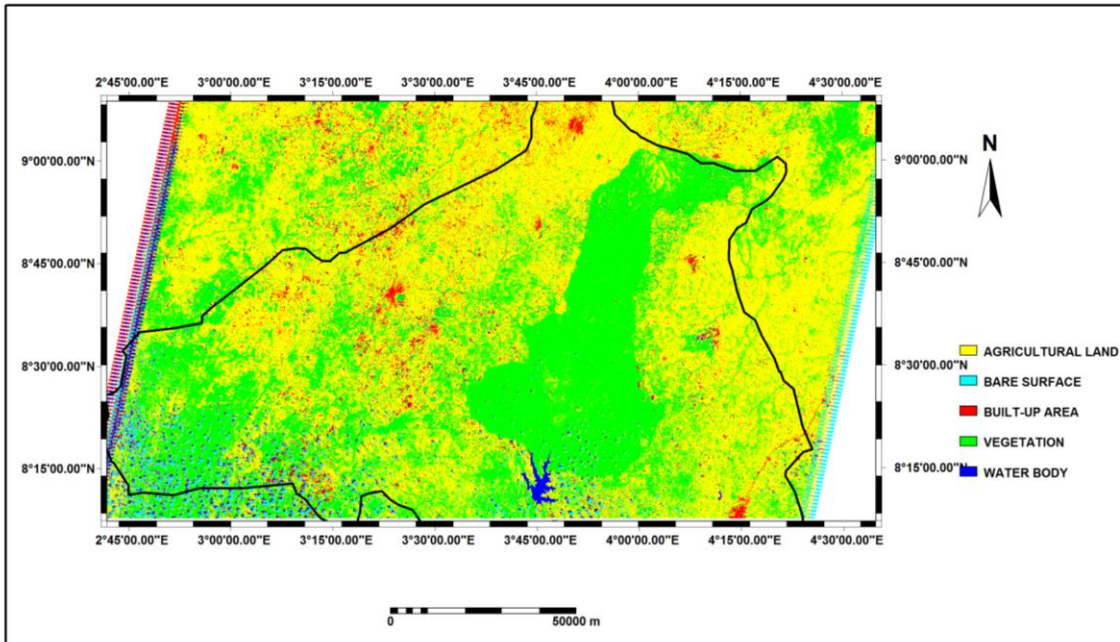 2°45'00.00"E 3°00'00.00"E 3°15'00.00"E 3°30'00.00"E 3°45'00.00"E 4°00'00.00"E 4°15'00.00"E 4°30'00.00"E
N
9°00'00.00"N 9°00'00.00"N
8°45'00.00"N 8°45'00.00"N
8°30'00.00"N 8°30'00.00"N
8°15'00.00"N 8°15'00.00"N
AGRICULTURAL LAND
BARE SURFACE
BUILT-UP AREA
VEGETATION
WATER BODY
2°45'00.00"E 3°00'00.00"E 3°15'00.00"E 3°30'00.00"E 3°45'00.00"E 4°00'00.00"E 4°15'00.00"E 4°30'00.00"E
0 50000 m